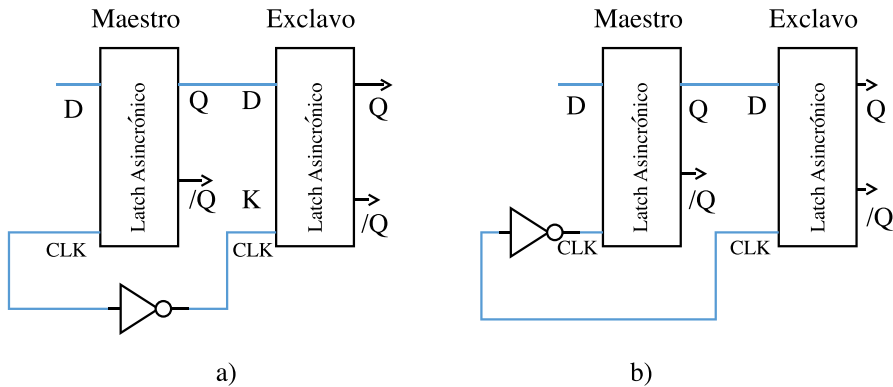 Maestro
Exclavo
D
Latch Asincrónico
Q
D
Latch Asincrónico
Q
/Q
K
/Q
CLK
CLK
a)
Maestro
Exclavo
D
Latch Asincrónico
Q
D
Latch Asincrónico
Q
/Q
/Q
CLK
CLK
b)